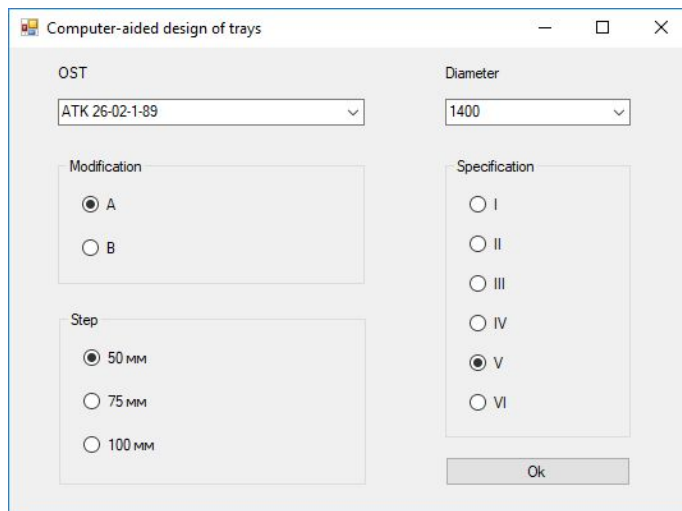 Computer-aided design of trays
OST
ATK 26-02-1-89
Diameter
1400
Modification
A
B
Step
50 мм
75 мм
100 мм
Specification
I
II
III
IV
V
VI
Ok